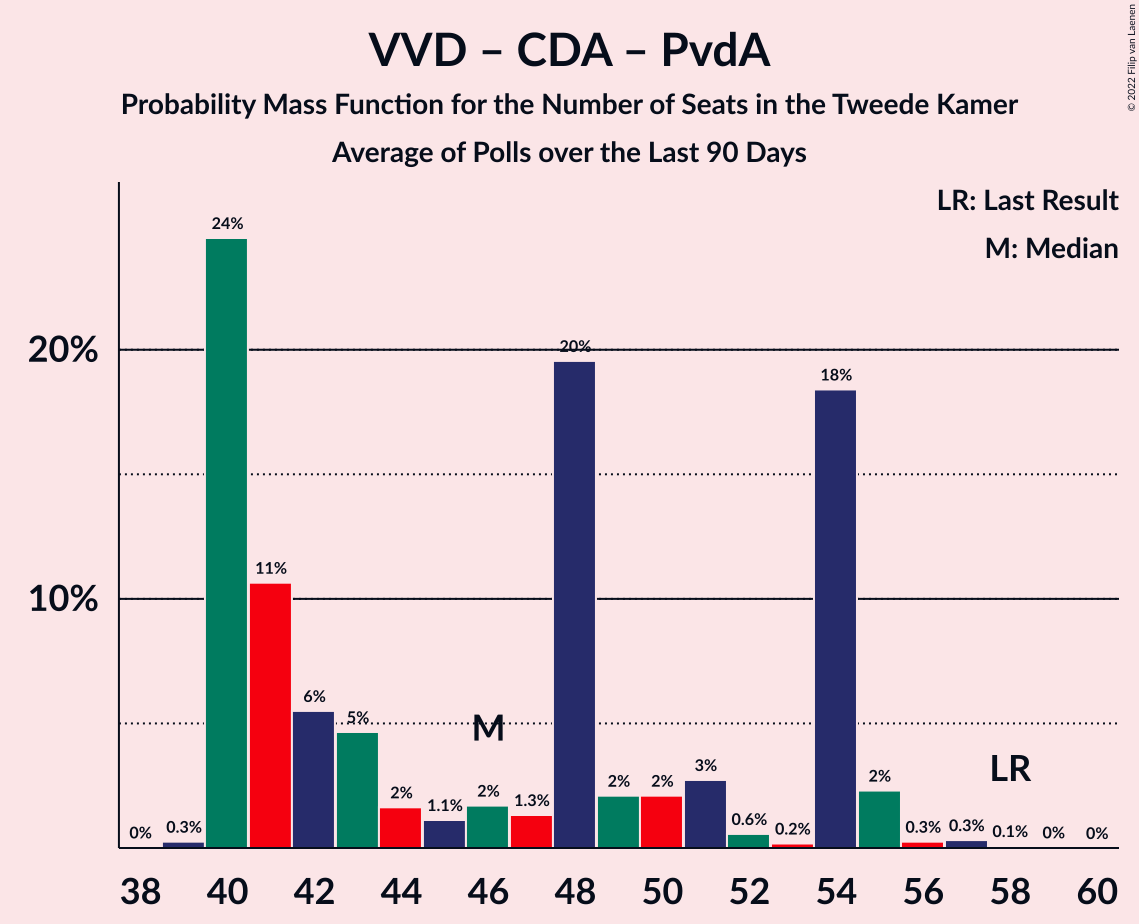 VVD – CDA – PvdA
Probability Mass Function for the Number of Seats in the Tweede Kamer
Average of Polls over the Last 90 Days
© 2022 Filip van Laenen
LR: Last Result
M: Median
20%
10%
0%
0.3%
24%
11%
6%
5%
2%
1.1%
2%
1.3%
20%
2%
2%
3%
0.6%
0.2%
18%
2%
0.3%
0.3%
0.1%
0%
0%
M
LR
38 40 42 44 46 48 50 52 54 56 58 60